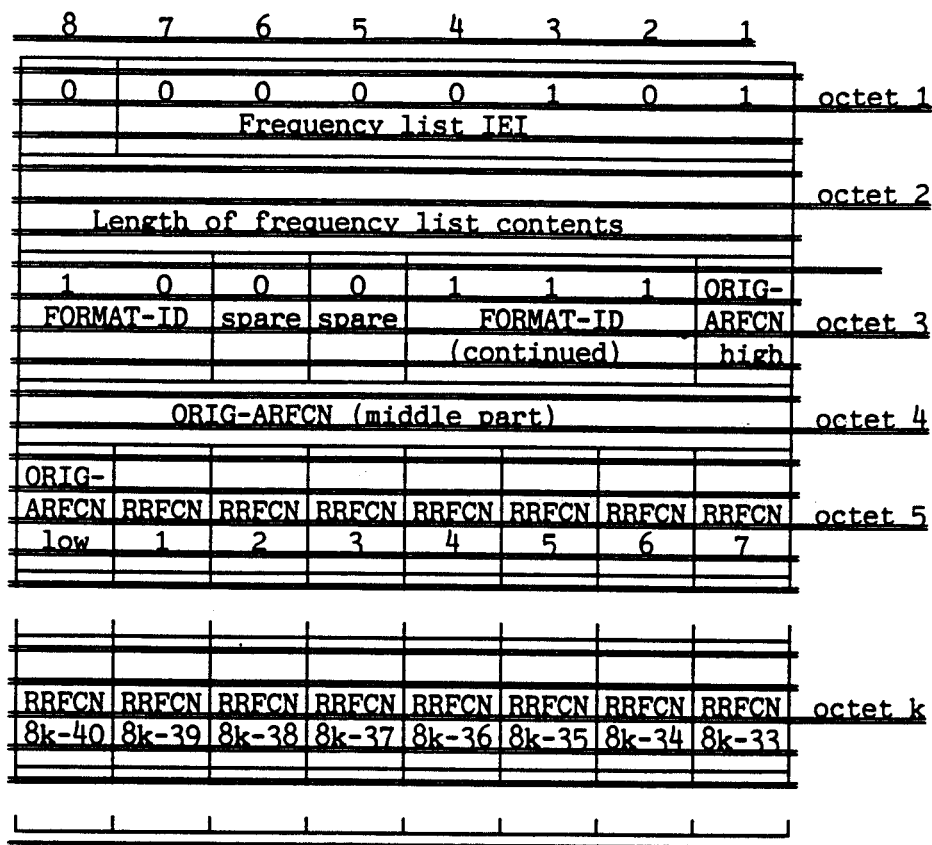 8 7 6 5 4 3 2 1
0 0 0 0 0 1 0 1 octet 1
Frequency list IEI
octet 2
Length of frequency list contents
1 0 0 0 1 1 1 ORIG-
FORMAT-ID spare spare FORMAT-ID ARFCN octet 3
(continued) high
ORIG-ARFCN (middle part) octet 4
ORIG-
ARFCN RRFCN RRFCN RRFCN RRFCN RRFCN RRFCN RRFCN octet 5
low 1 2 3 4 5 6 7
RRFCN RRFCN RRFCN RRFCN RRFCN RRFCN RRFCN RRFCN octet k
8k-40 8k-39 8k-38 8k-37 8k-36 8k-35 8k-34 8k-33